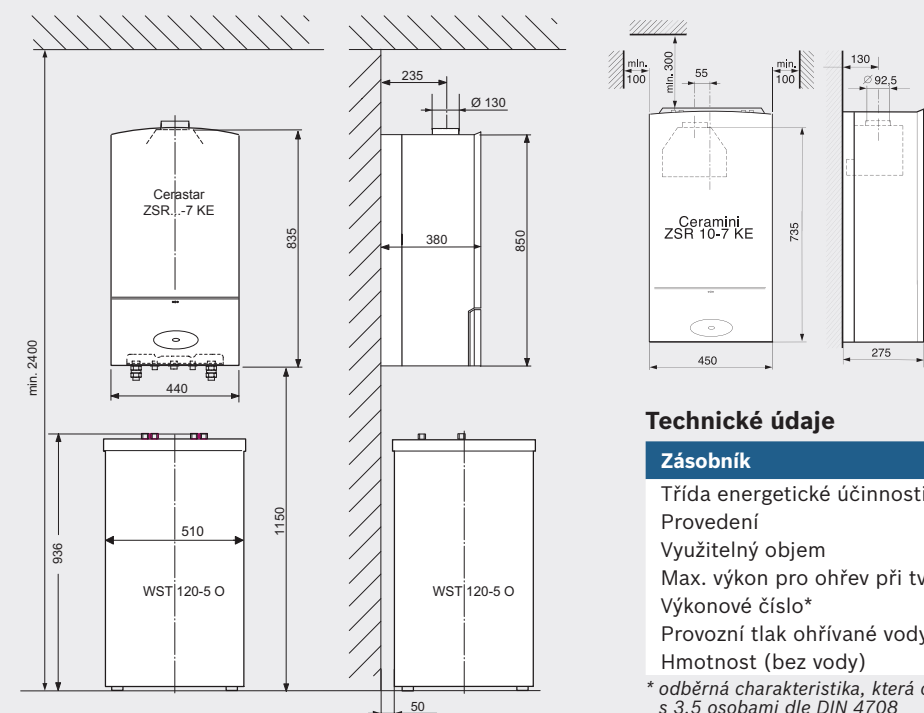 235
Ø 130
Cerastar
ZSR...-7 KE
835
380
850
min. 2400
440
936
510
1150
WST 120-5 O
WST 120-5 O
50
min.
100
min. 300
55
min.
100
130
Ø 92,5
Ceramini
ZSR 10-7 KE
735
450
275
Technické údaje
Zásobník
Třída energetické účinnosti
Provedení
Využitelný objem
Max. výkon pro ohřev při tv
Výkonové číslo*
Provozní tlak ohřívané vody
Hmotnost (bez vody)
* odběrná charakteristika, která
s 3,5 osobami dle DIN 4708